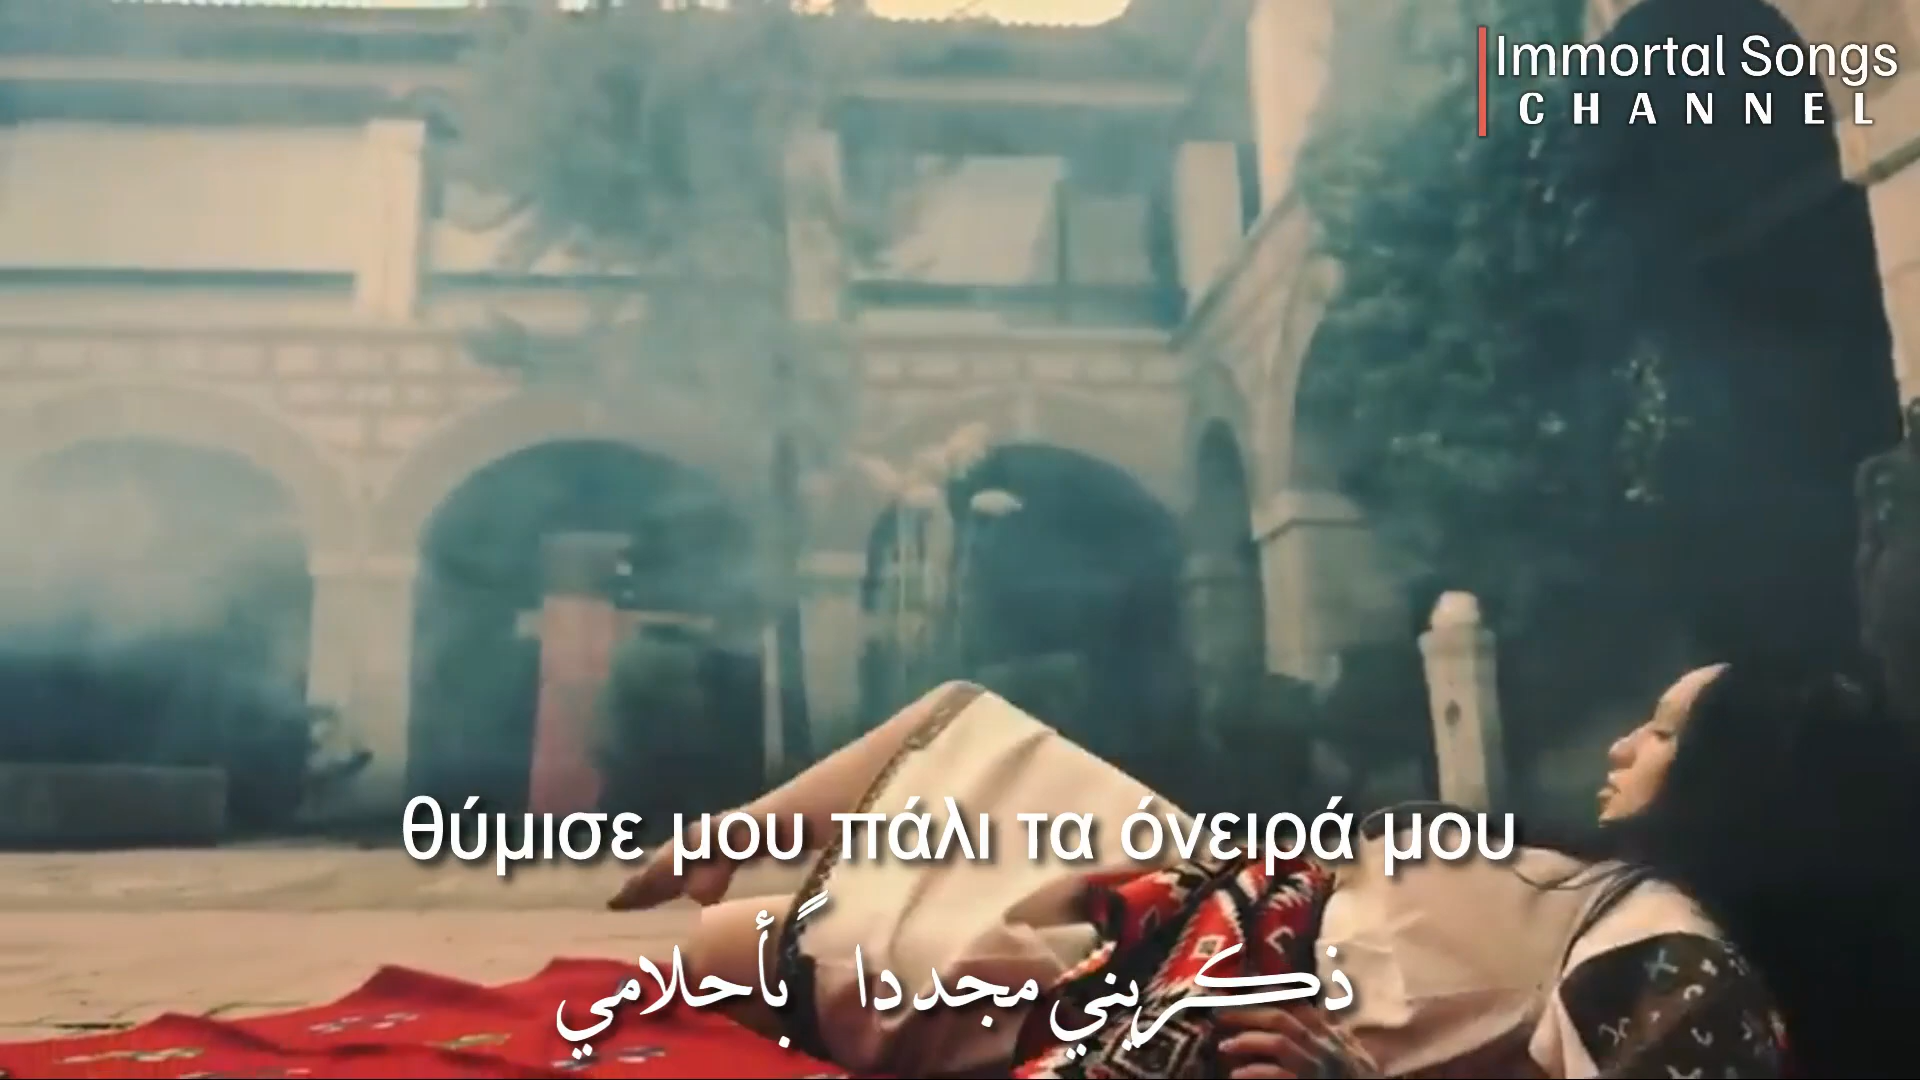 Immortal Songs
CHANNEL
θύμισε μου πάλι τα όνειρά μου
ذكريني مجددا ً بأحلامي